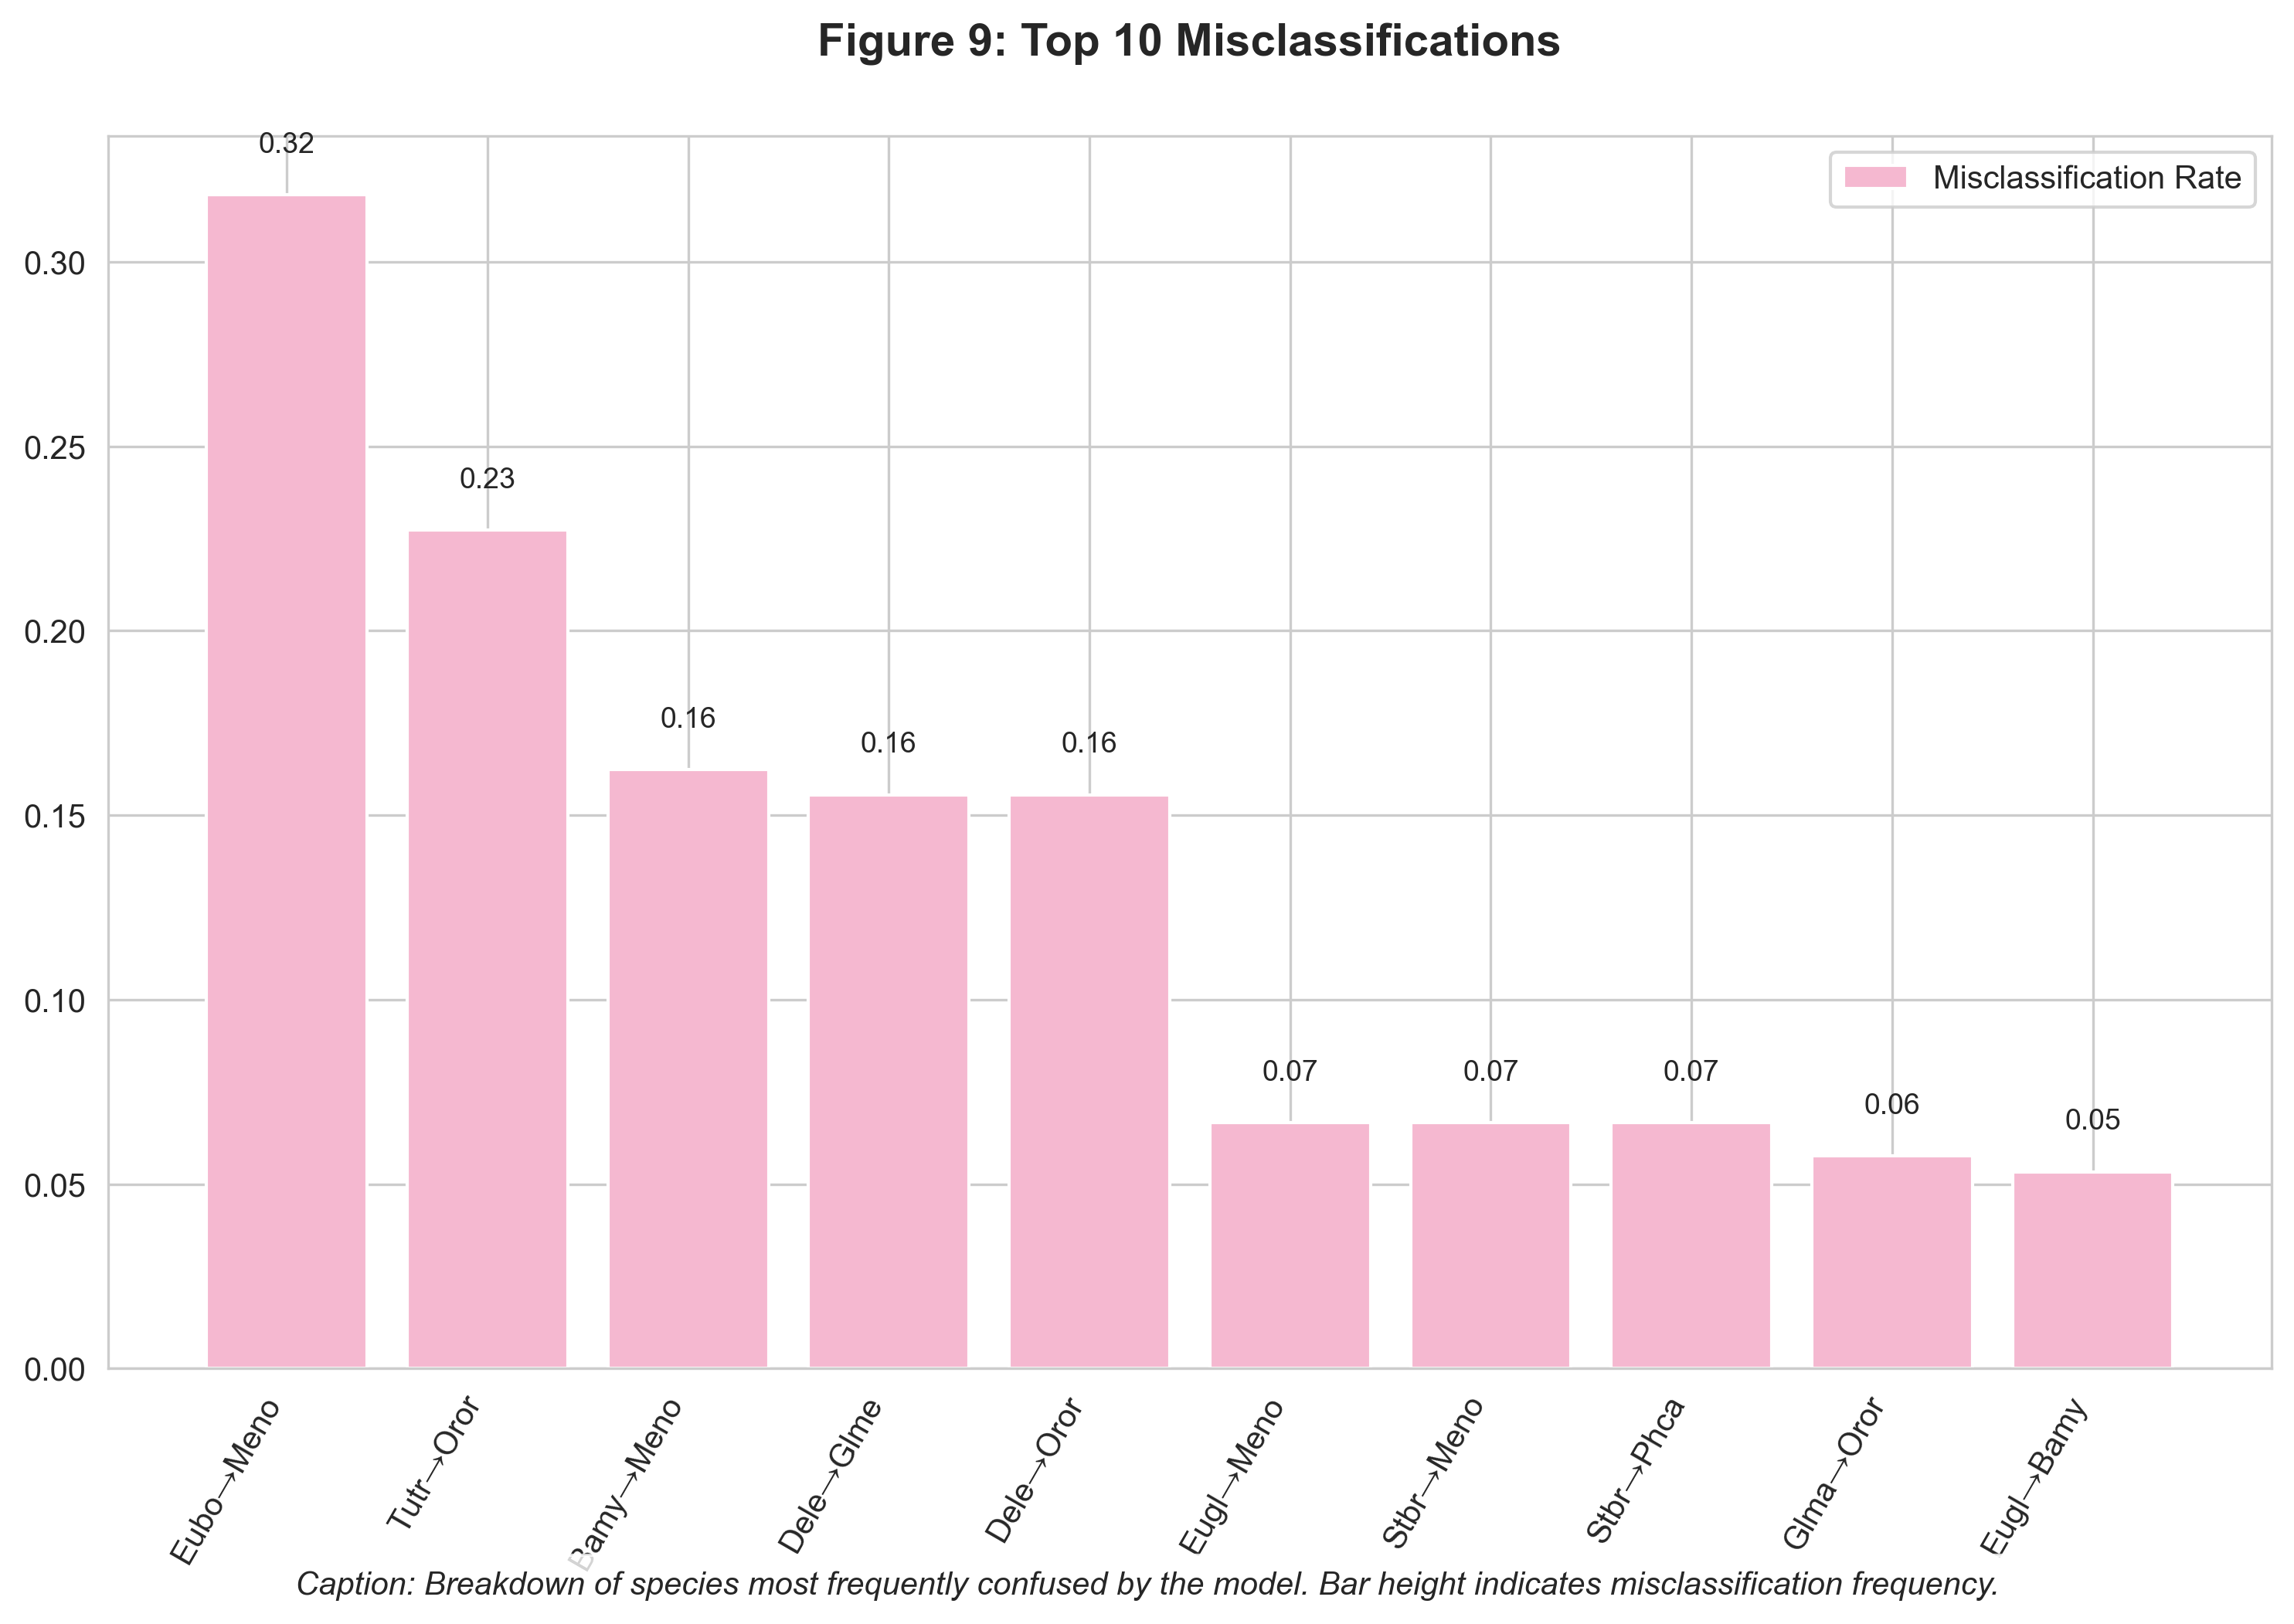 Figure 9: Top 10 Misclassifications
Misclassification Rate
0.32
0.23
0.16
0.16
0.16
0.07
0.07
0.07
0.06
0.05
0.30
0.25
0.20
0.15
0.10
0.05
0.00
Eubo→Meno
Tutr→Oror
Bamy→Meno
Dele→Glme
Dele→Oror
Eugl→Meno
Stbr→Meno
Stbr→Phca
Glma→Oror
Eugl→Bamy
Caption: Breakdown of species most frequently confused by the model. Bar height indicates misclassification frequency.